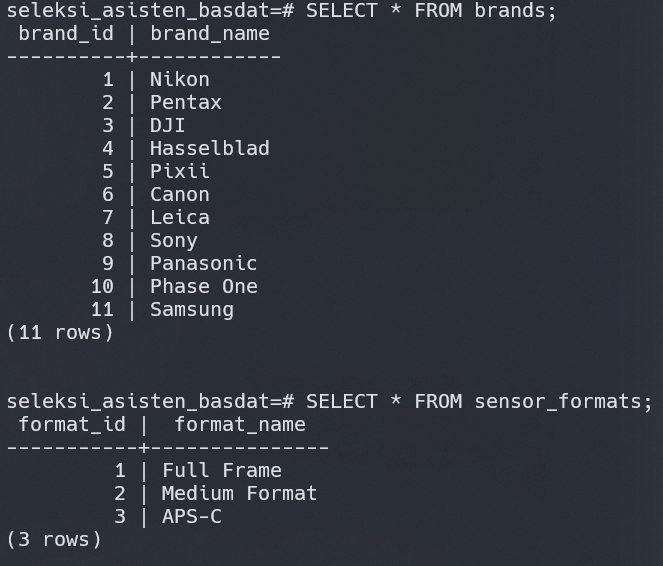 seleksi_asisten_basdat=# SELECT * FROM brands;
 brand_id | brand_name
----------+------------
        1 | Nikon
        2 | Pentax
        3 | DJI
        4 | Hasselblad
        5 | Pixii
        6 | Canon
        7 | Leica
        8 | Sony
        9 | Panasonic
       10 | Phase One
       11 | Samsung
(11 rows)
seleksi_asisten_basdat=# SELECT * FROM sensor_formats;
 format_id |  format_name
-----------+---------------
         1 | Full Frame
         2 | Medium Format
         3 | APS-C
(3 rows)